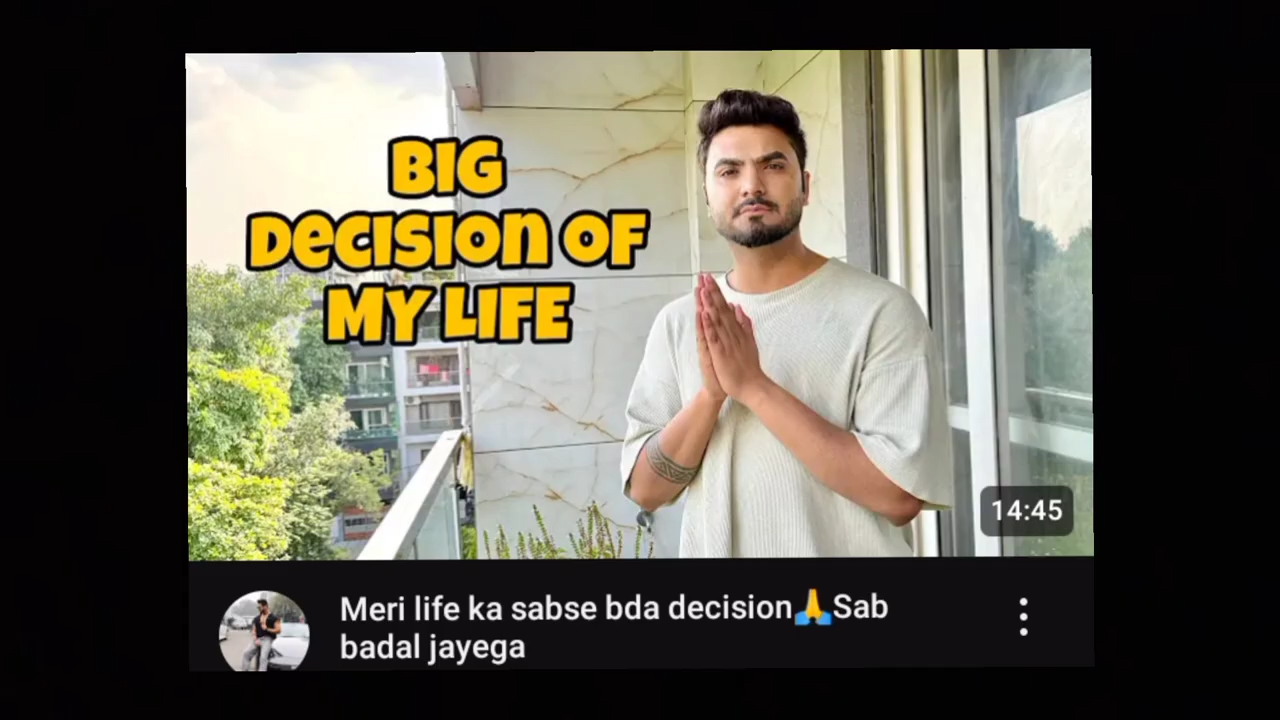 BIG
DECISION OF
MY LIFE
14:45
Meri life ka sabse bda decision🙏Sab
badal jayega